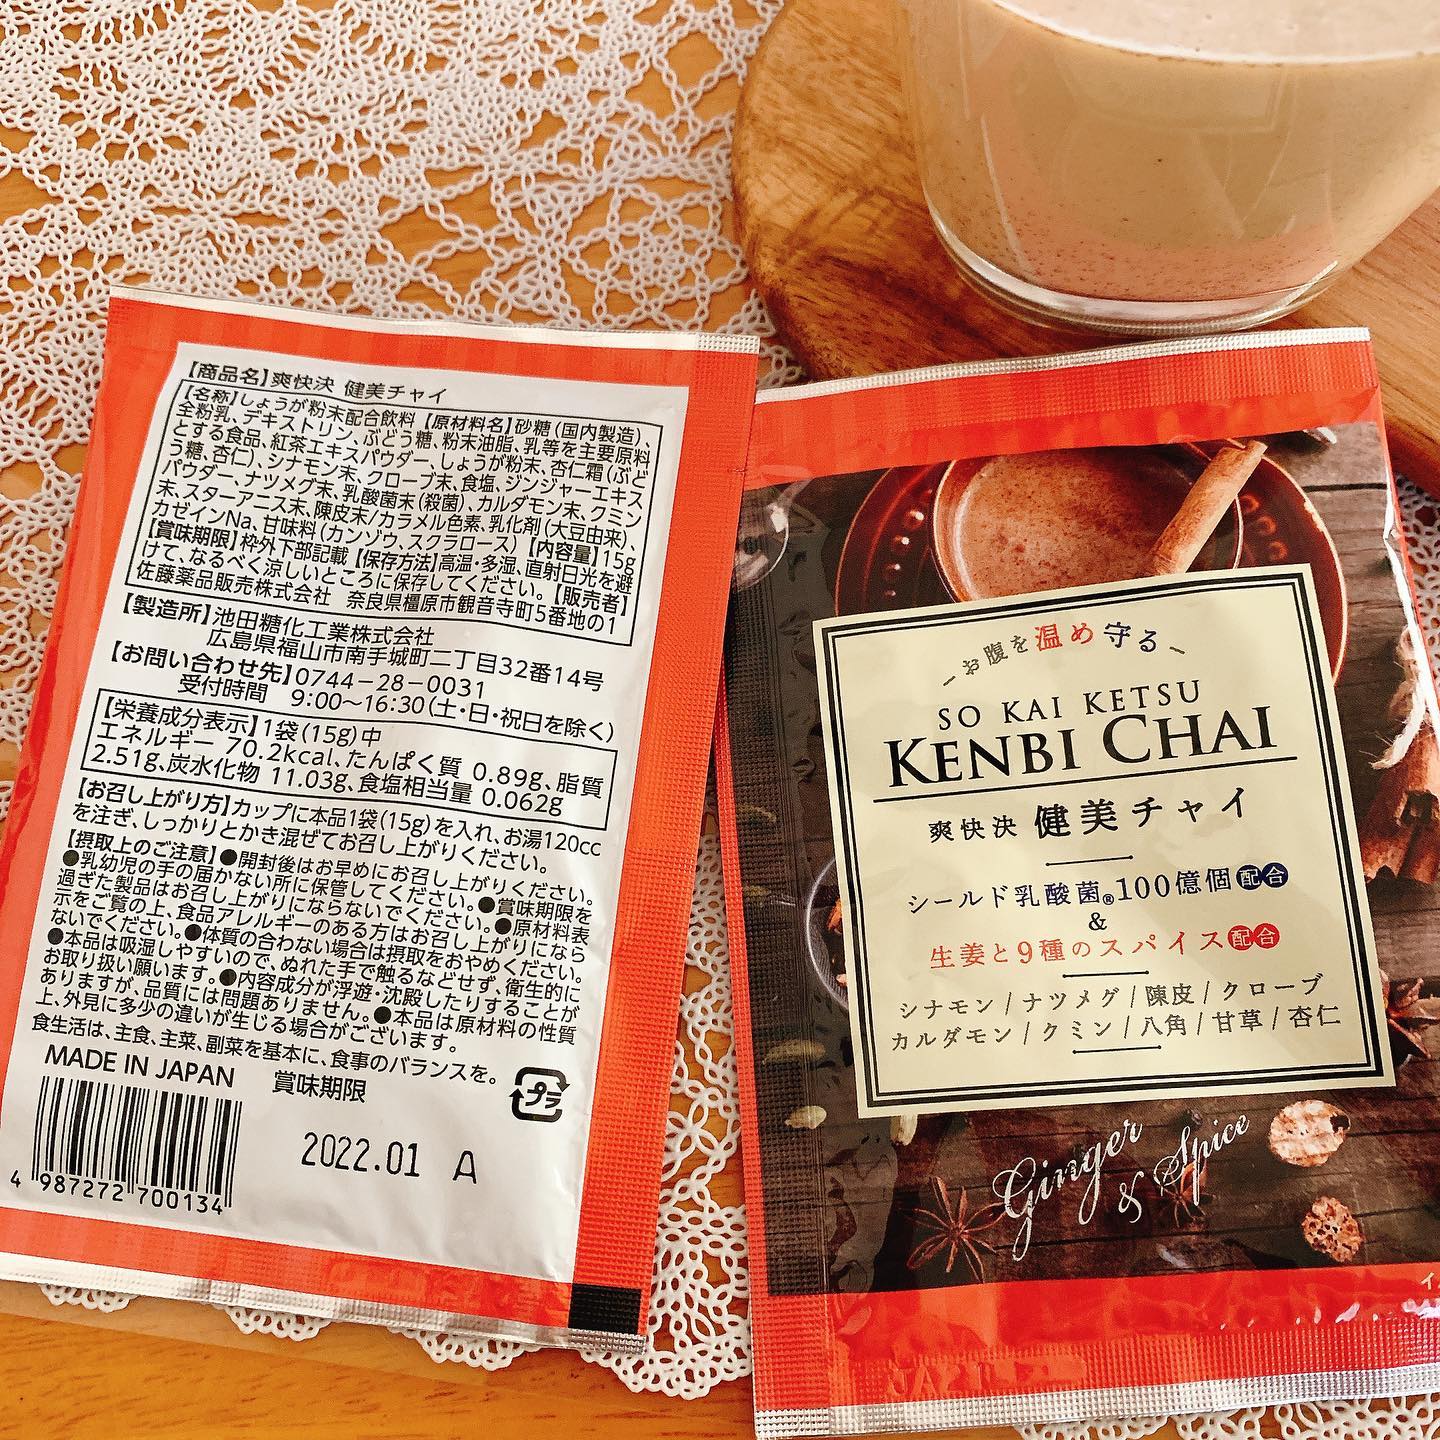 【商品名】爽快決 健美チャイ
【名称】しょうが粉末配合飲料【原材料名】砂糖(国内製造)、
全粉乳、デキストリン、ぶどう糖、粉末油脂、乳等を主要原料
とする食品、紅茶エキスパウダー、しょうが粉末、杏仁霜(ぶど
う糖、杏仁)、シナモン末、クローブ末、食塩、ジンジャーエキス
パウダー、ナツメグ末、乳酸菌末(殺菌)、カルダモン末、クミン
末、スターアニス末、陳皮末/カラメル色素、乳化剤(大豆由来)、
カゼインNa、甘味料(カンゾウ、スクラロース)【内容量】15g
【賞味期限】枠外下部記載【保存方法】高温・多湿、直射日光を避
けて、なるべく涼しいところに保存してください。【販売者】
佐藤薬品販売株式会社 奈良県橿原市観音寺町5番地の1
【製造所】池田糖化工業株式会社
広島県福山市南手城町二丁目32番14号
【お問い合わせ先】0744-28-0031
受付時間 9:00～16:30(土・日・祝日を除く)
【栄養成分表示】1袋(15g)中
エネルギー 70.2kcal、たんぱく質 0.89g、脂質
2.51g、炭水化物 11.03g、食塩相当量 0.062g
【お召し上がり方】カップに本品1袋(15g)を入れ、お湯120cc
を注ぎ、しっかりとかき混ぜてお召し上がりください。
【摂取上のご注意】●開封後はお早めにお召し上がりください。
●乳幼児の手の届かない所に保管してください。●賞味期限を
過ぎた製品はお召し上がりにならないでください。●原材料表
示をご覧の上、食品アレルギーのある方はお召し上がりになら
ないでください。●体質の合わない場合は摂取をおやめください。
●本品は吸湿しやすいので、ぬれた手で触るなどせず、衛生的に
お取り扱い願います。●内容成分が浮遊・沈殿したりすることが
ありますが、品質には問題ありません。●本品は原材料の性質
上、外見に多少の違いが生じる場合がございます。
食生活は、主食、主菜、副菜を基本に、食事のバランスを。
MADE IN JAPAN 賞味期限
プラ
2022.01 A
4 987272 700134
お腹を温め守る
SO KAI KETSU
KENBI CHAI
爽快決 健美チャイ
シールド乳酸菌®100億個配合
&
生姜と9種のスパイス配合
シナモン/ナツメグ/陳皮/クローブ
カルダモン/クミン/八角/甘草/杏仁
Ginger
& Spice